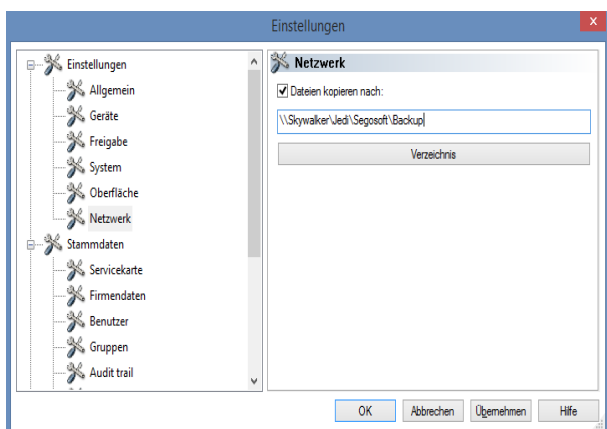 Einstellungen
x
Einstellungen
Allgemein
Geräte
Freigabe
System
Oberfläche
Netzwerk
Stammdaten
Servicekarte
Firmendaten
Benutzer
Gruppen
Audit trail
Netzwerk
Dateien kopieren nach:
\\Skywalker\Jedi\Segosoft\Backup
Verzeichnis
OK
Abbrechen
Übernehmen
Hilfe